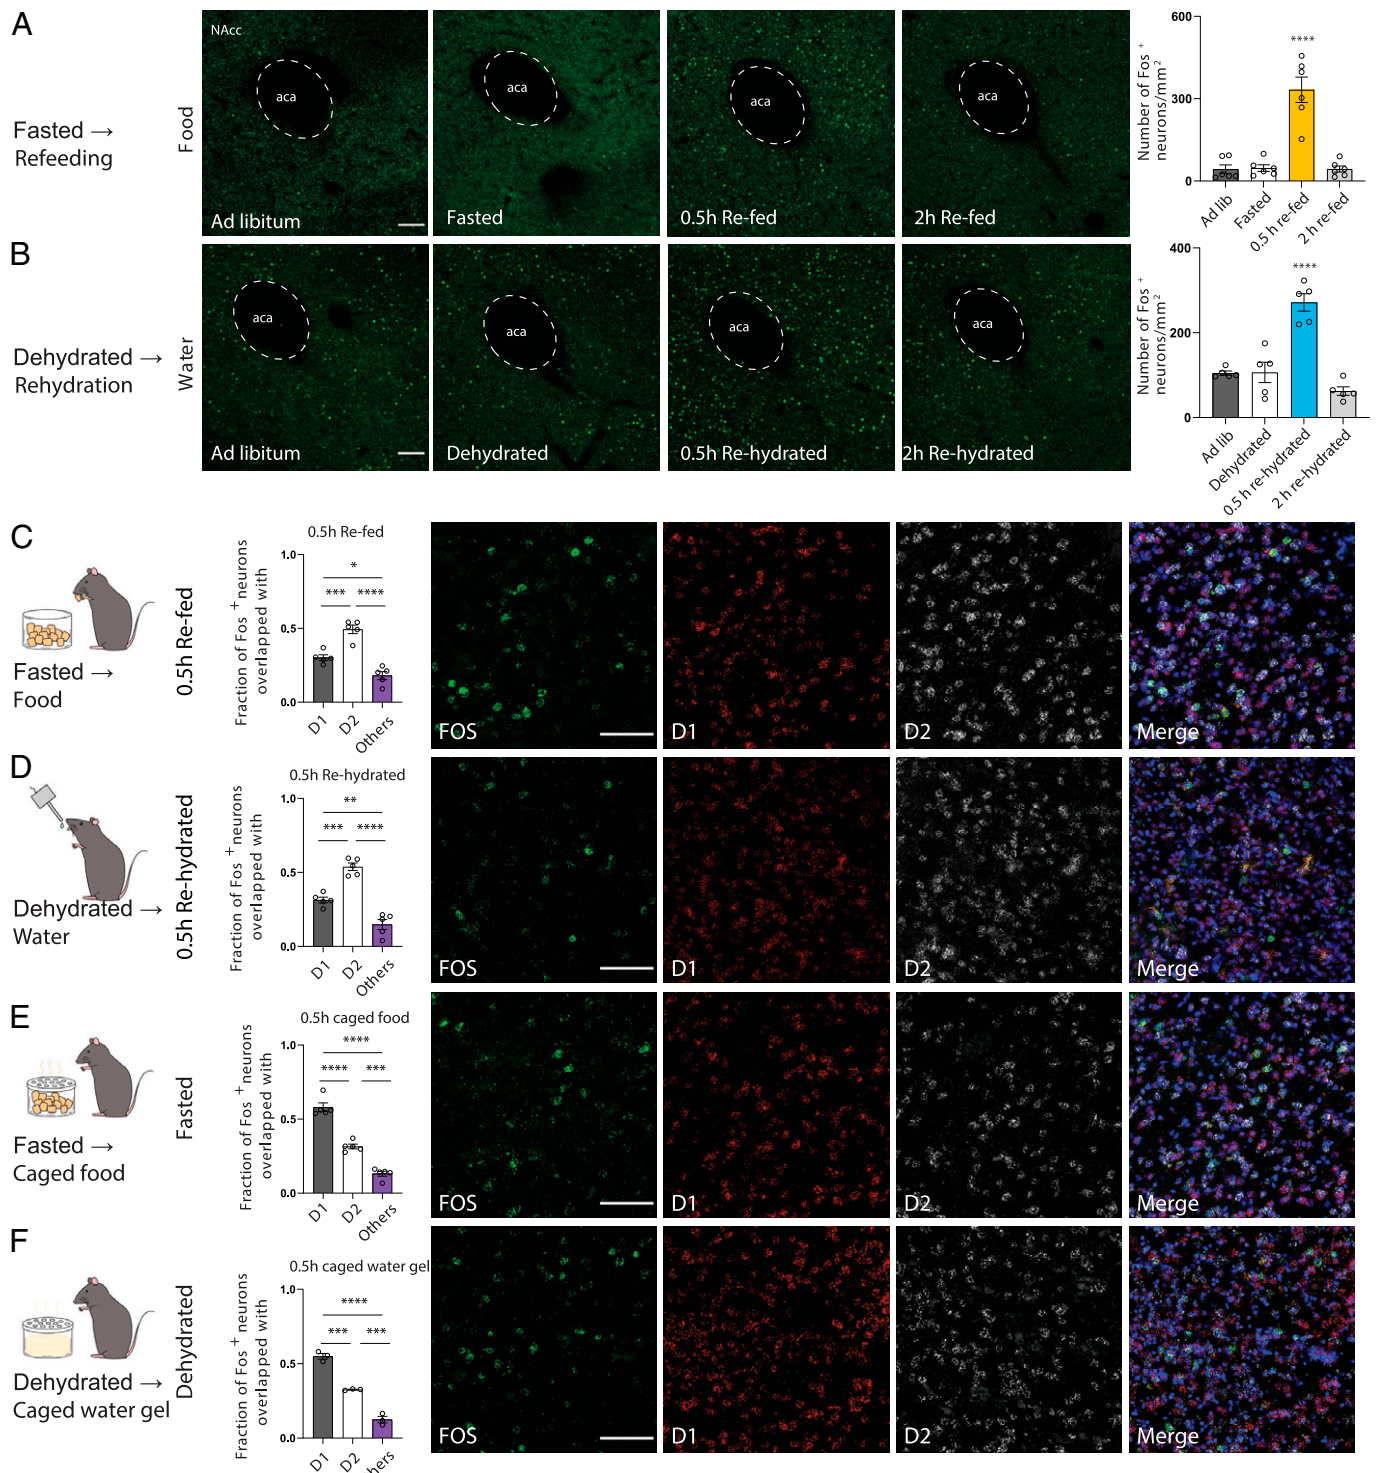 A
Fasted →
Refeeding
Food
NAcc
aca
Ad libitum
aca
Fasted
aca
0.5h Re-fed
aca
2h Re-fed
Number of Fos +
neurons/mm2
600
300
0
****
Ad lib
Fasted
0.5 h re-fed
2 h re-fed
B
Dehydrated →
Rehydration
Water
aca
Ad libitum
aca
Dehydrated
aca
0.5h Re-hydrated
aca
2h Re-hydrated
Number of Fos +
neurons/mm2
400
200
0
****
Ad lib
Dehydrated
0.5 h re-hydrated
2 h re-hydrated
C
Fasted →
Food
0.5h Re-fed
0.5h Re-fed
Fraction of Fos + neurons
overlapped with
1.0
0.5
0.0
*
*** ****
D1
D2
Others
FOS
D1
D2
Merge
D
Dehydrated →
Water
0.5h Re-hydrated
0.5h Re-hydrated
Fraction of Fos + neurons
overlapped with
1.0
0.5
0.0
**
*** ****
D1
D2
Others
FOS
D1
D2
Merge
E
Fasted →
Caged food
Fasted
0.5h caged food
Fraction of Fos + neurons
overlapped with
1.0
0.5
0.0
****
**** ***
D1
D2
Others
FOS
D1
D2
Merge
F
Dehydrated →
Caged water gel
Dehydrated
0.5h caged water gel
Fraction of Fos + neurons
overlapped with
1.0
0.5
0.0
****
*** ***
D1
D2
thers
FOS
D1
D2
Merge